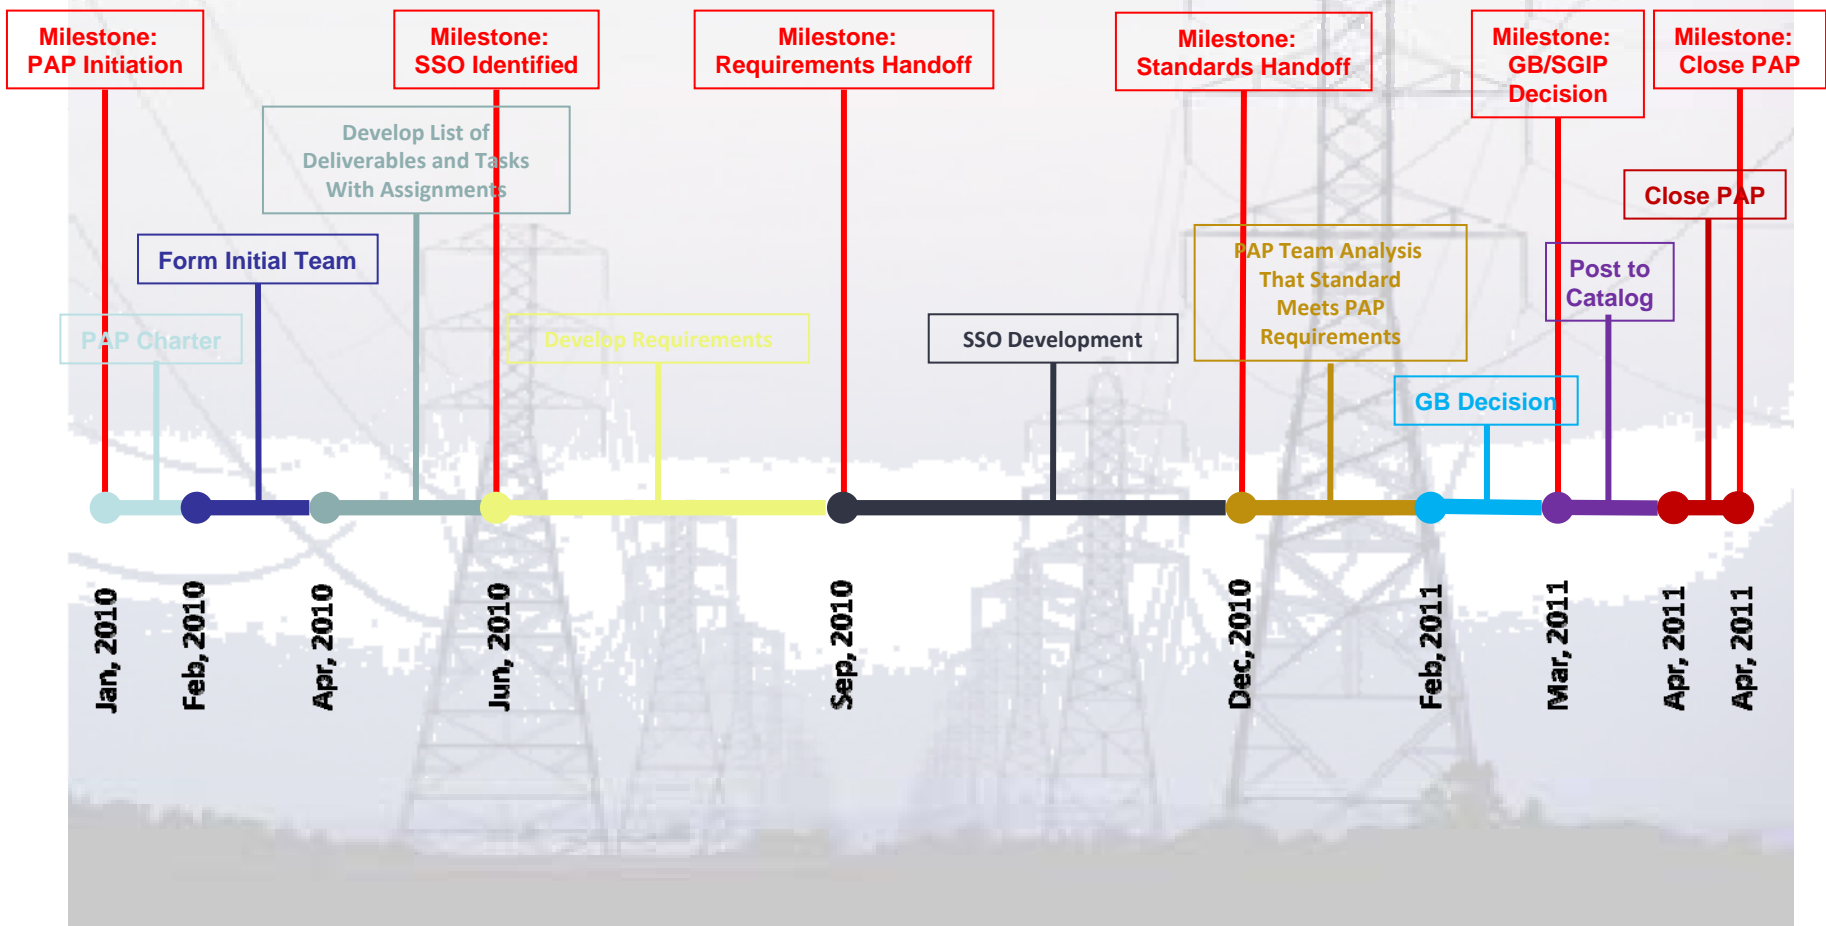 Milestone:
PAP Initiation
Milestone:
SSO Identified
Milestone:
Requirements Handoff
Milestone:
Standards Handoff
Milestone:
GB/SGIP
Decision
Milestone:
Close PAP
Develop List of
Deliverables and Tasks
With Assignments
Close PAP
Form Initial Team
PAP Team Analysis
That Standard
Meets PAP
Requirements
Post to
Catalog
PAP Charter
Develop Requirements
SSO Development
GB Decision
Jan, 2010
Feb, 2010
Apr, 2010
Jun, 2010
Sep, 2010
Dec, 2010
Feb, 2011
Mar, 2011
Apr, 2011
Apr, 2011